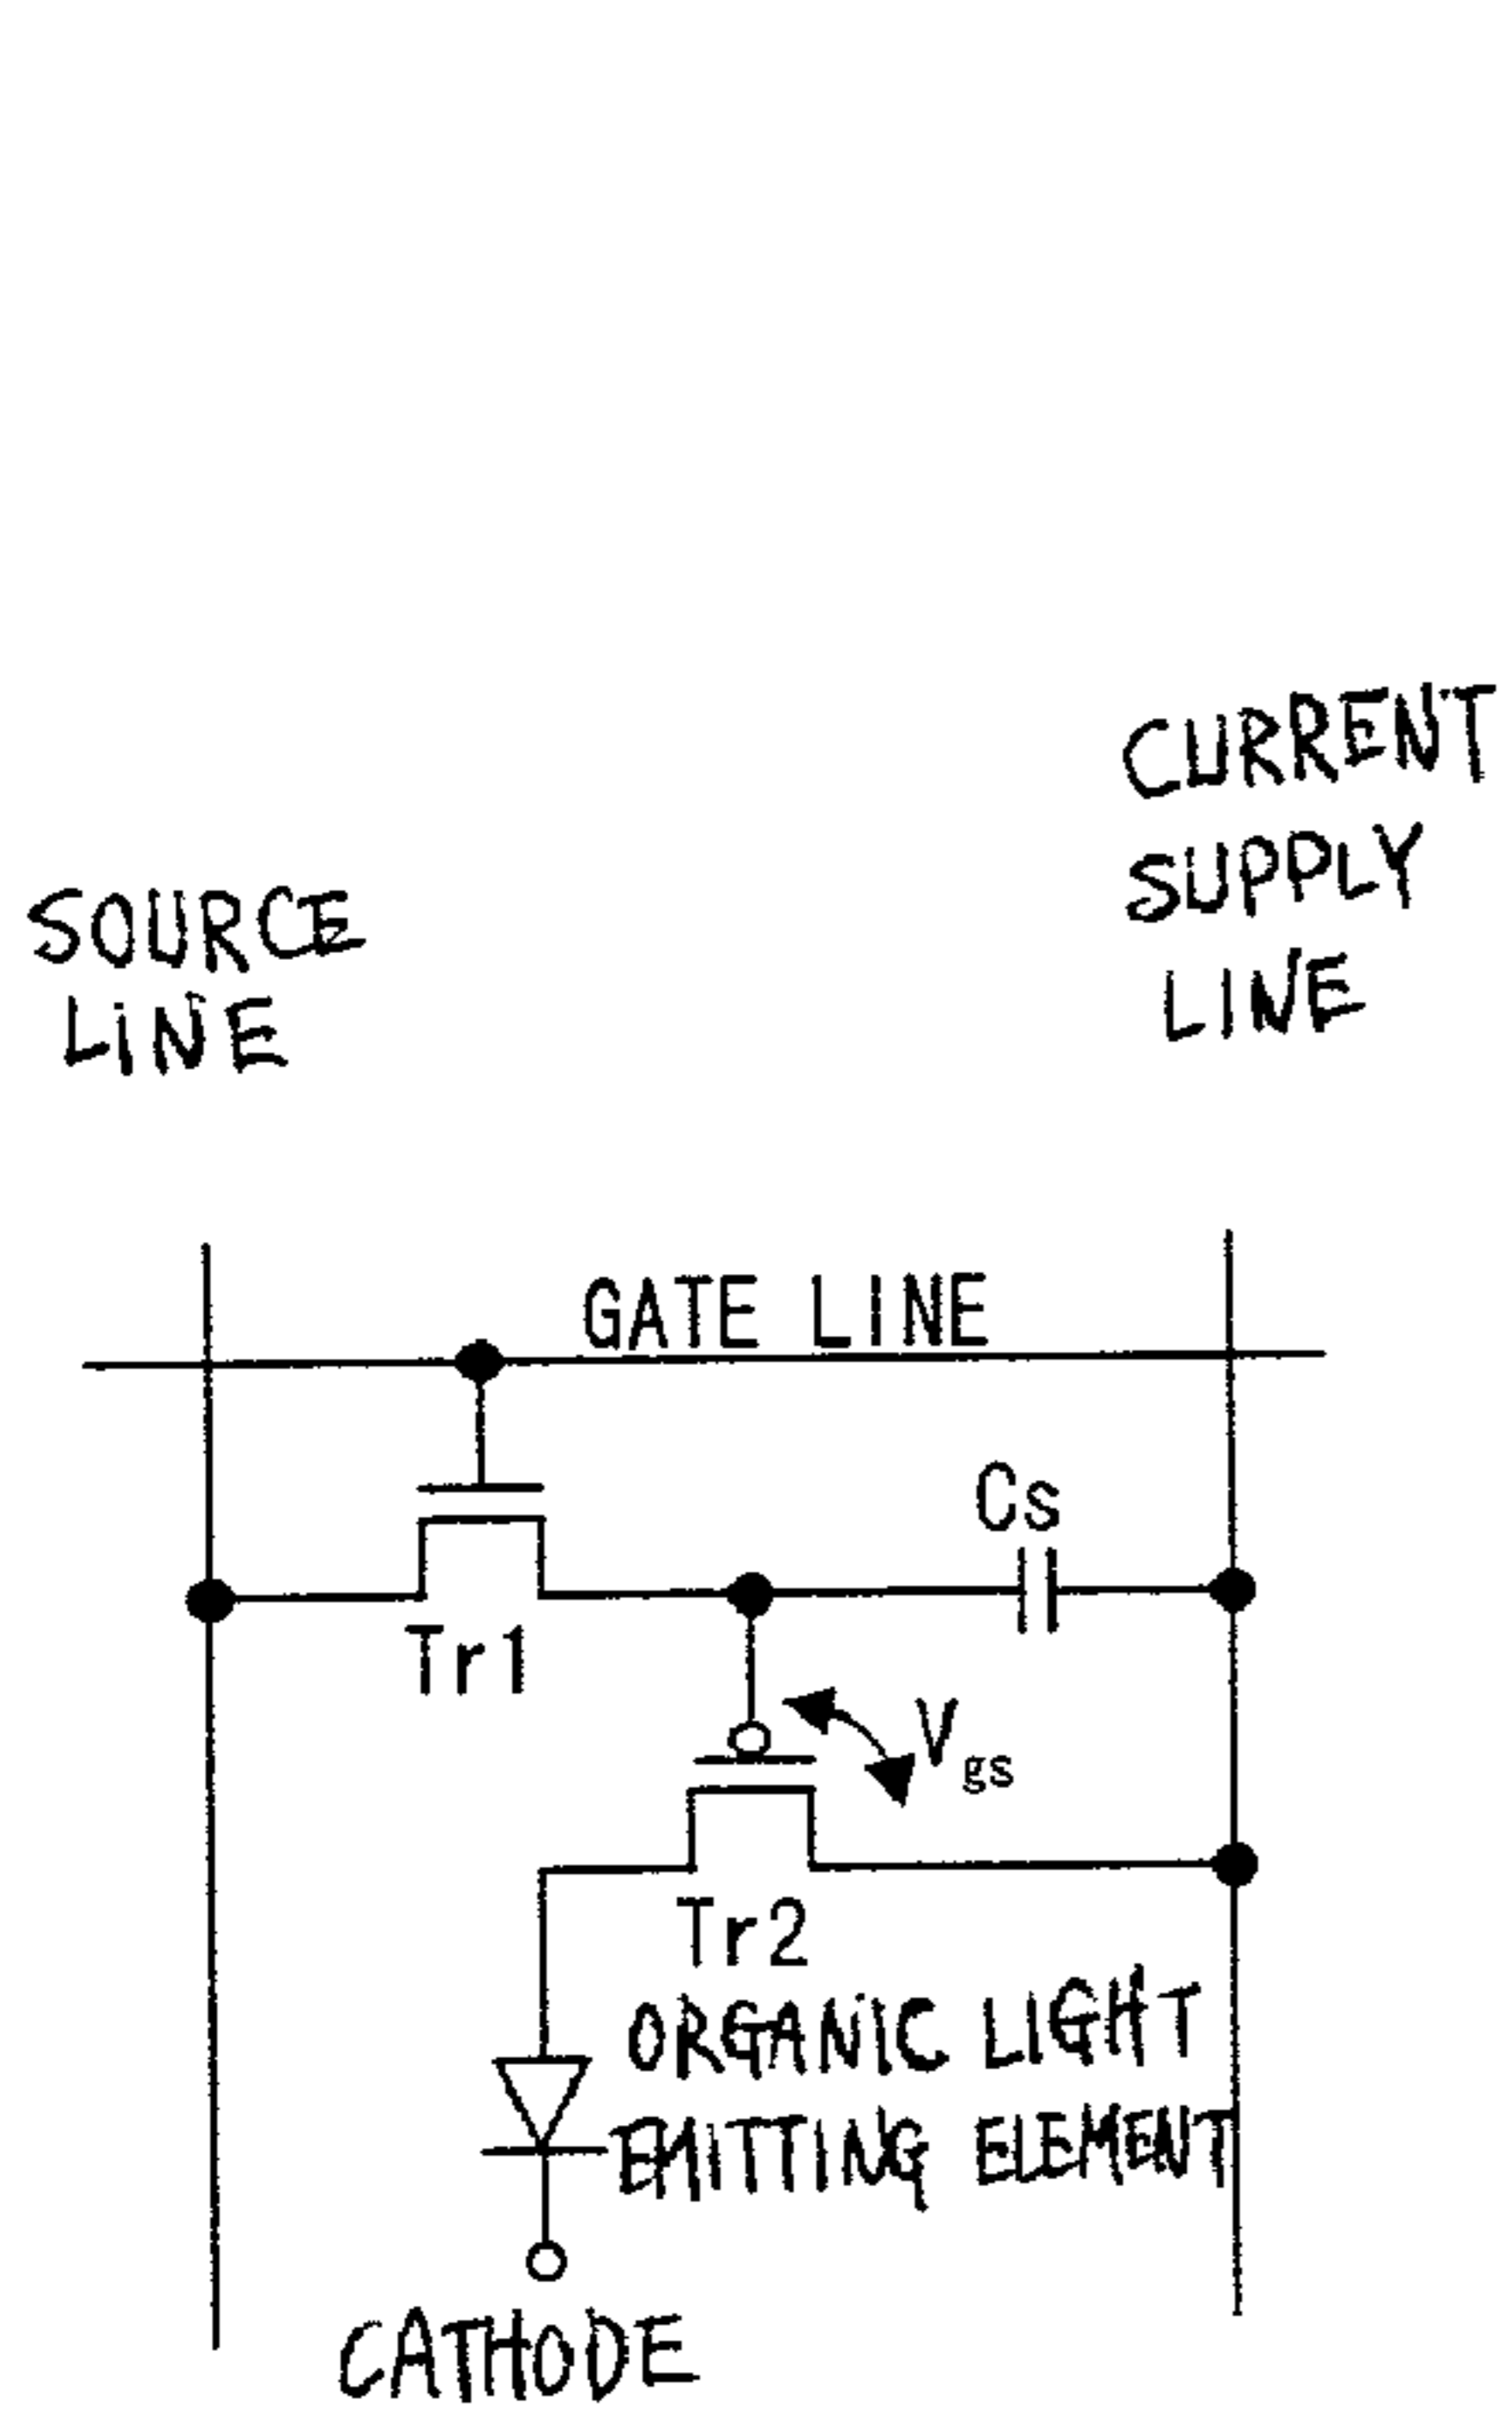 CURRENT
SUPPLY
LINE
SOURCE
LiNE
GATE LINE
Cs
Tr1
Vgs
Tr2
ORGANIC LIGHT
EMITTING ELEMENT
CATHODE